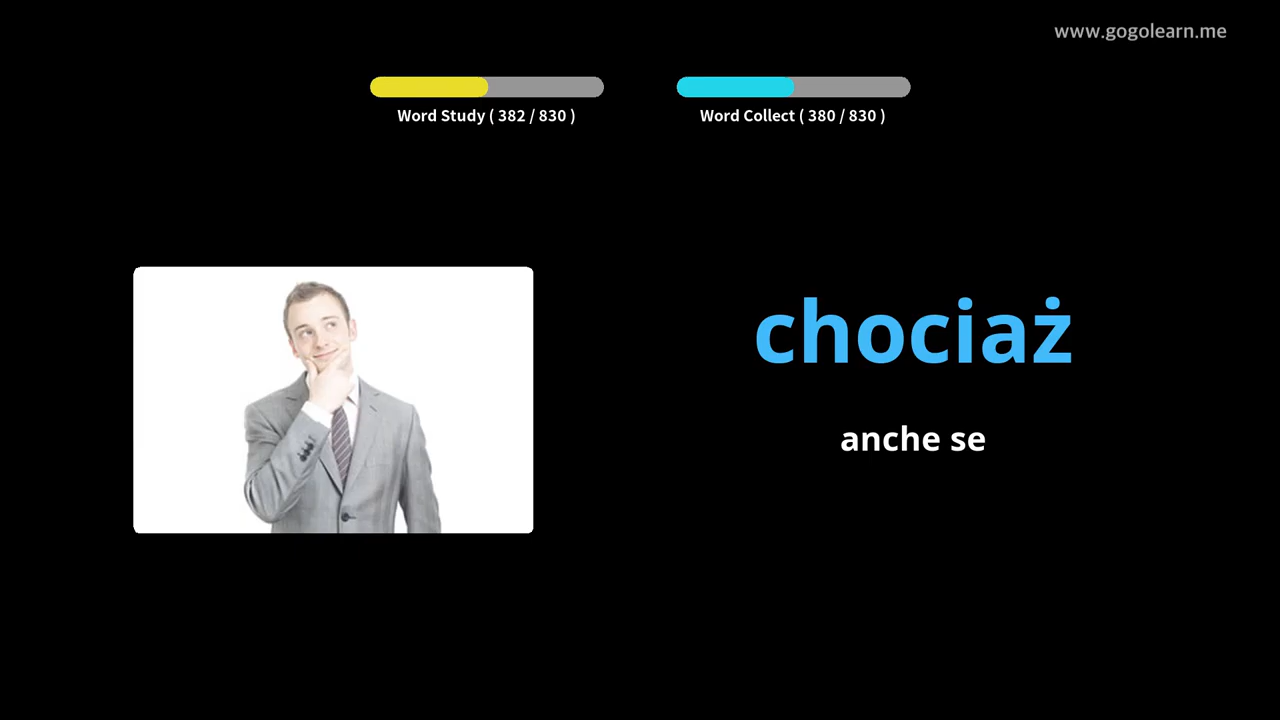 www.gogolearn.me
Word Study ( 382 / 830 )
Word Collect ( 380 / 830 )
chociaż
anche se